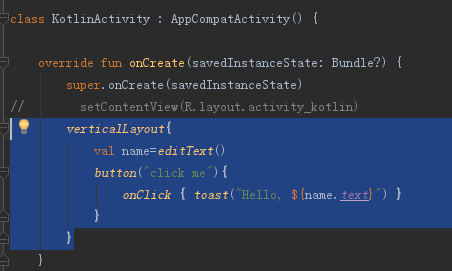 class KotlinActivity : AppCompatActivity() {
override fun onCreate(savedInstanceState: Bundle?) {
super.onCreate(savedInstanceState)
// setContentView(R.layout.activity_kotlin)
verticalLayout{
val name=editText()
button("click me"){
onClick { toast("Hello, ${name.text}") }
}
}
}